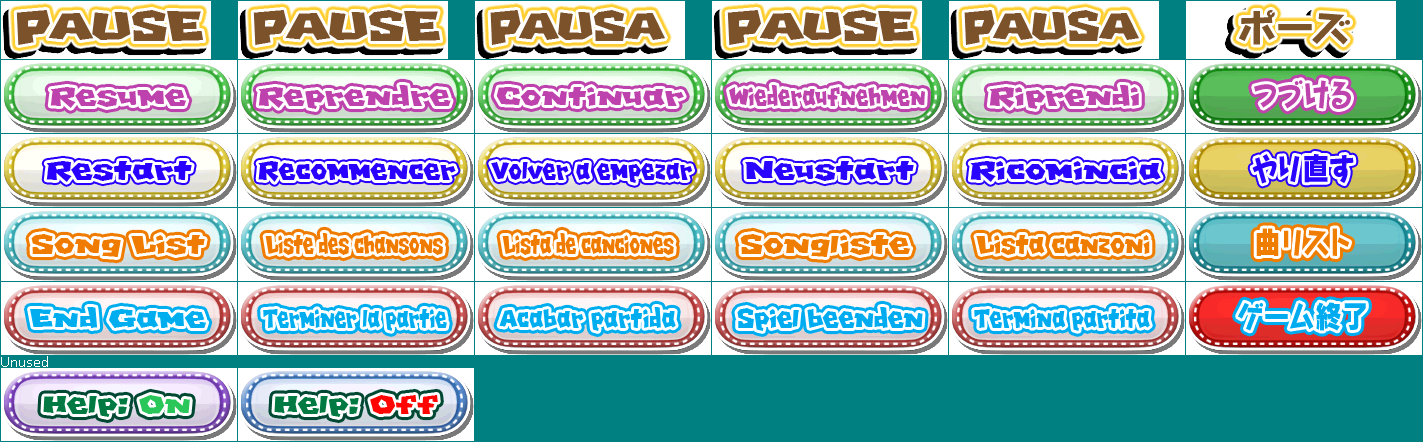 PAUSE PAUSE PAUSA PAUSE PAUSA ポーズ
Resume Reprendre Continuar Wiederaufnehmen Riprendi つづける
Restart Recommencer Volver a empezar Neustart Ricomincia やり直す
Song List Liste des chansons Lista de canciones Songliste Lista canzoni 曲リスト
End Game Terminer la partie Acabar partida Spiel beenden Termina partita ゲーム終了
Unused
Help: On Help: Off